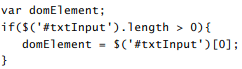 var domElement;
if($('#txtInput').length > 0){
    domElement = $('#txtInput')[0];
}